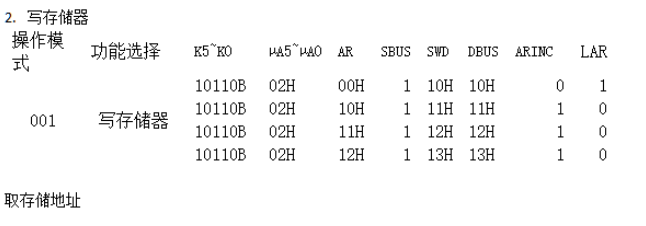 2. 写存储器
操作模式 功能选择 K5~K0 μA5~μA0 AR SBUS SWD DBUS ARINC LAR
001 写存储器
10110B 02H 00H 1 10H 10H 0 1
10110B 02H 10H 1 11H 11H 1 0
10110B 02H 11H 1 12H 12H 1 0
10110B 02H 12H 1 13H 13H 1 0
取存储地址